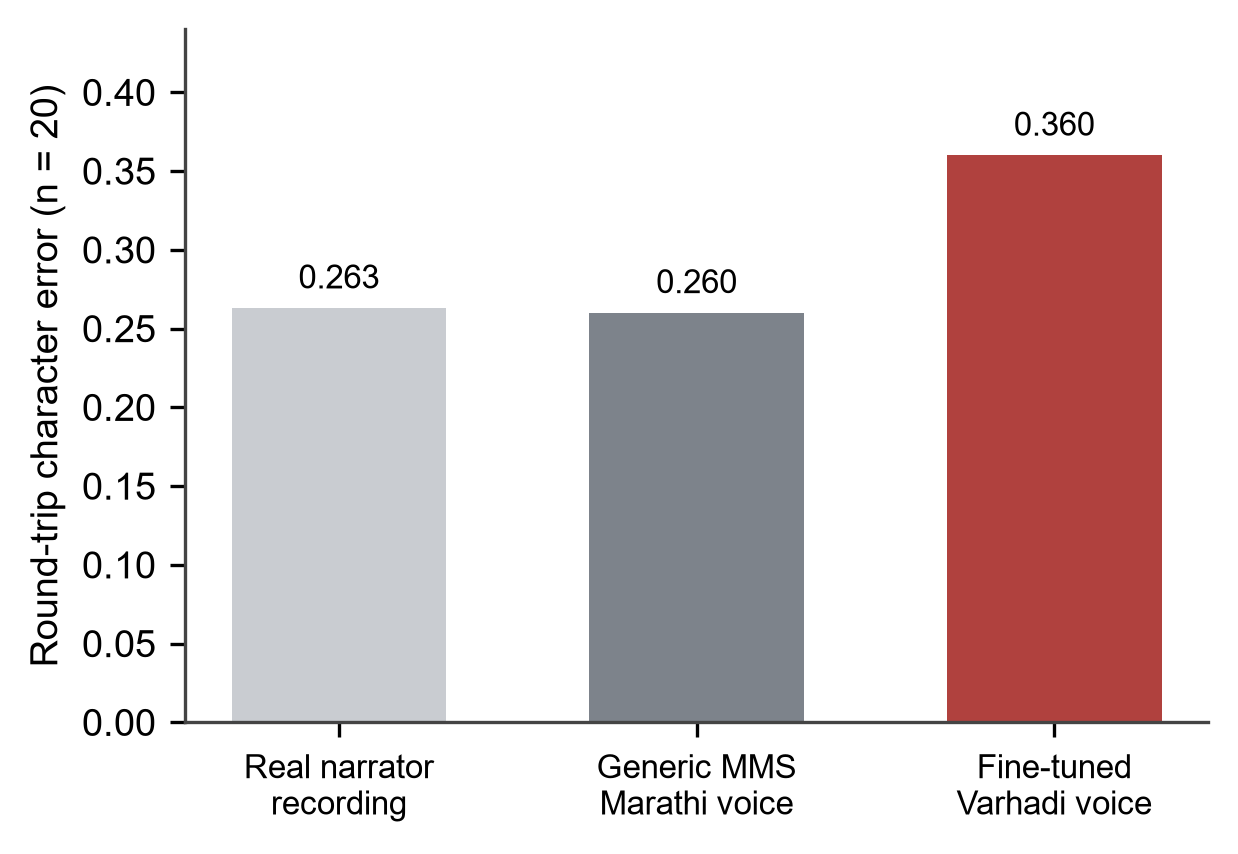 Round-trip character error (n = 20)
0.40
0.35
0.30
0.25
0.20
0.15
0.10
0.05
0.00
0.263
0.260
0.360
Real narrator
recording
Generic MMS
Marathi voice
Fine-tuned
Varhadi voice